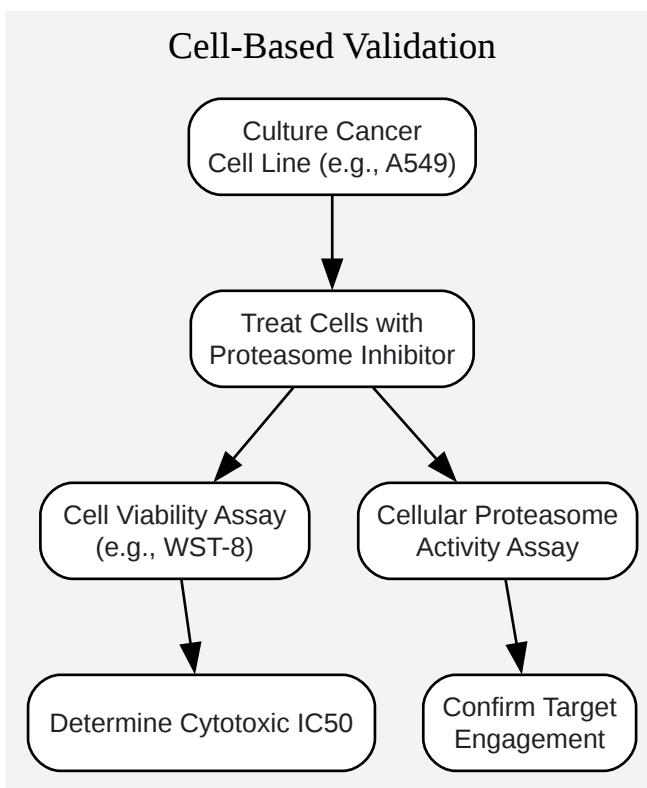 Cell-Based Validation
Culture Cancer
Cell Line (e.g., A549)
Treat Cells with
Proteasome Inhibitor
Cell Viability Assay
(e.g., WST-8)
Cellular Proteasome
Activity Assay
Determine Cytotoxic IC50
Confirm Target
Engagement